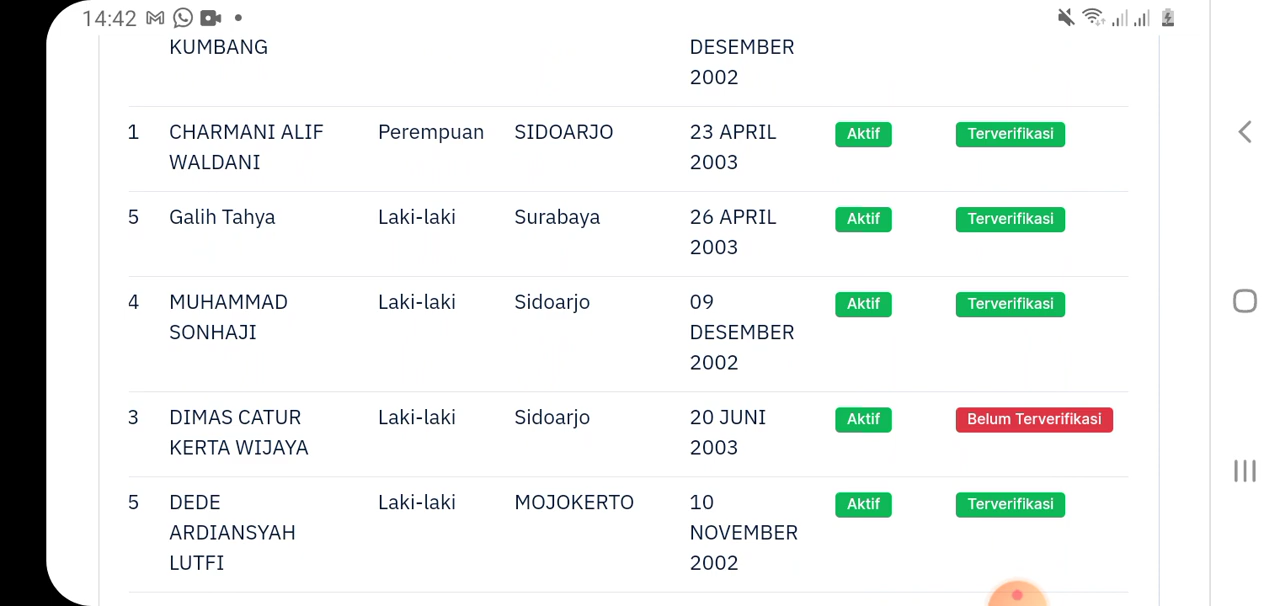 14:42
KUMBANG DESEMBER
2002
1 CHARMANI ALIF Perempuan SIDOARJO 23 APRIL Aktif Terverifikasi
WALDANI 2003
5 Galih Tahya Laki-laki Surabaya 26 APRIL Aktif Terverifikasi
2003
4 MUHAMMAD Laki-laki Sidoarjo 09 Aktif Terverifikasi
SONHAJI DESEMBER
2002
3 DIMAS CATUR Laki-laki Sidoarjo 20 JUNI Aktif Belum Terverifikasi
KERTA WIJAYA 2003
5 DEDE Laki-laki MOJOKERTO 10 Aktif Terverifikasi
ARDIANSYAH NOVEMBER
LUTFI 2002